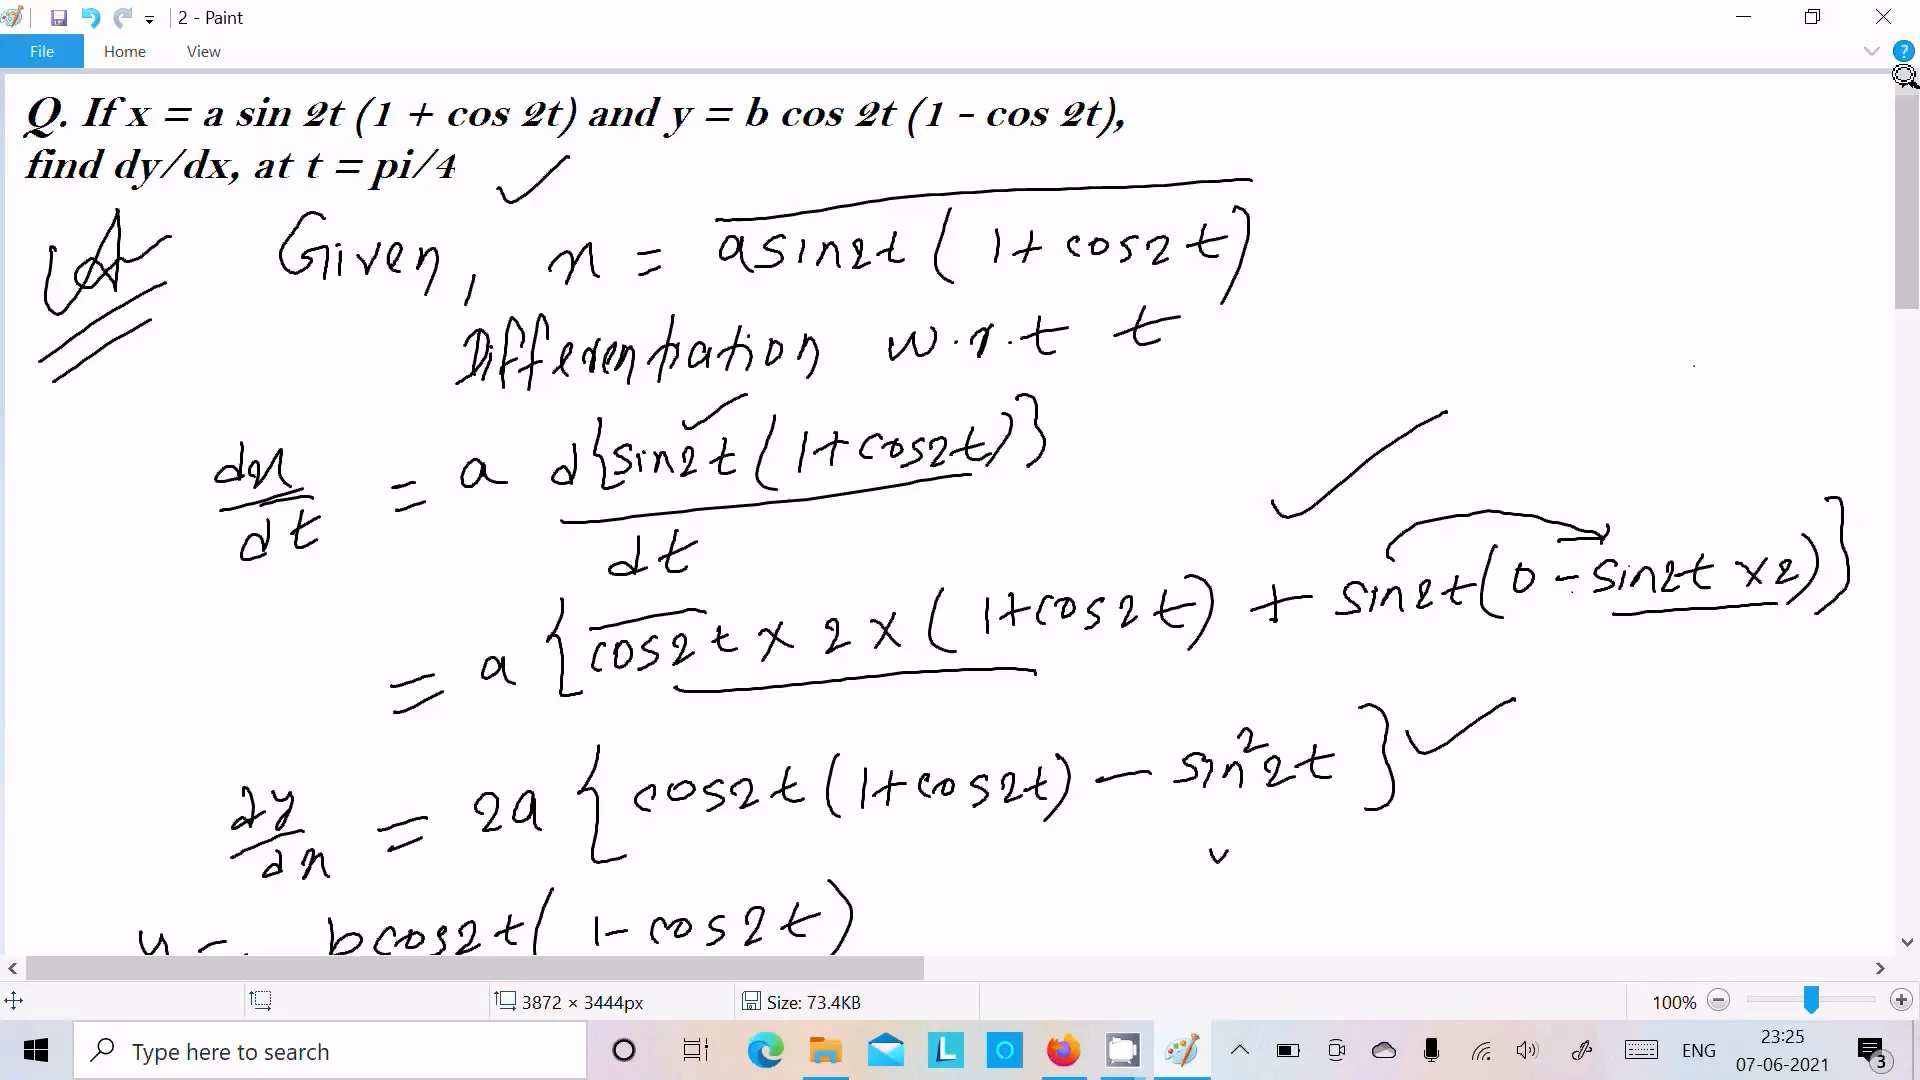 2 - Paint
File Home View
Q. If x = a sin 2t (1 + cos 2t) and y = b cos 2t (1 - cos 2t),
find dy/dx, at t = pi/4
Given, x = a sin2t (1+cos2t)
Differentiation w.r.t t
dx/dt = a d{sin2t(1+cos2t)}/dt
= a {cos2t × 2 × (1+cos2t) + sin2t(0 - sin2t × 2)}
dy/dx = 2a {cos2t(1+cos2t) - sin²2t}
y = bcos2t(1-cos2t)
3872 × 3444px Size: 73.4KB 100%
Type here to search
ENG
23:25
07-06-2021
3